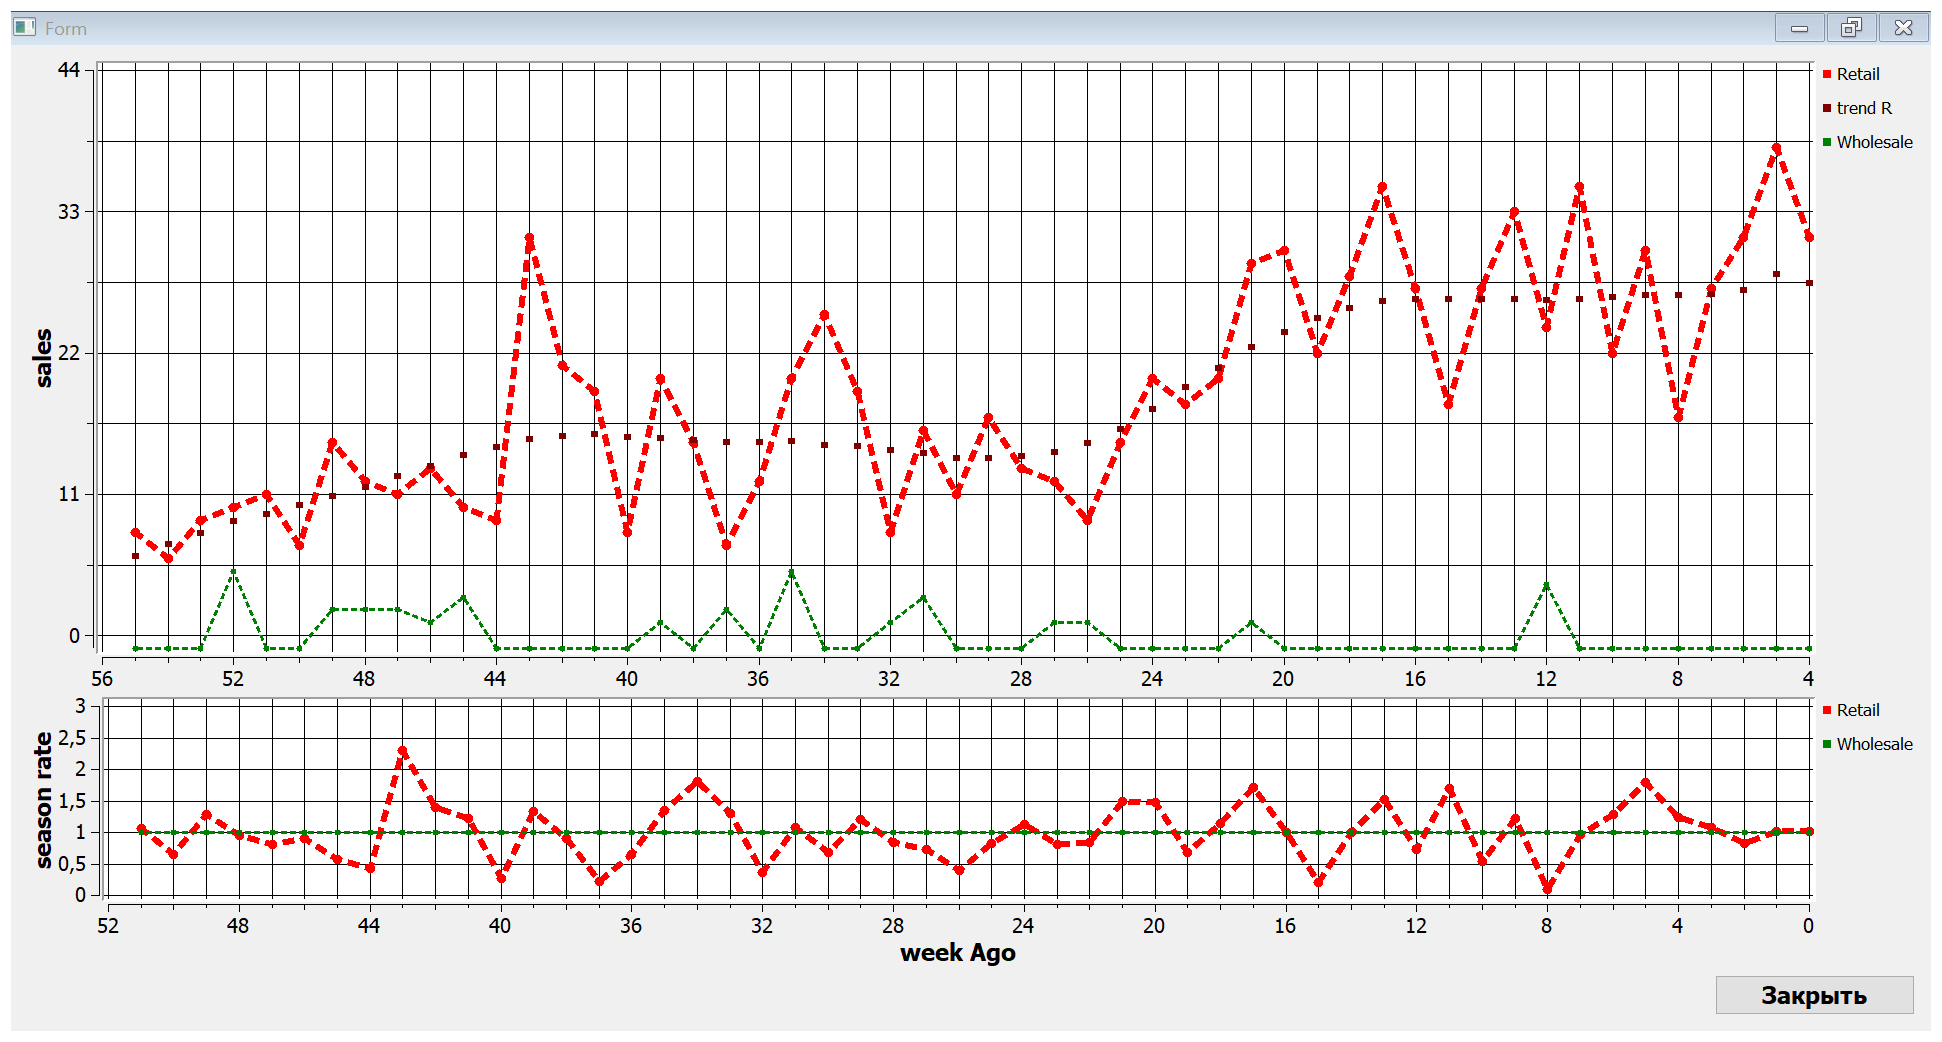 Form
44
33
22
11
0
sales
Retail
trend R
Wholesale
56 52 48 44 40 36 32 28 24 20 16 12 8 4
3
2,5
2
1,5
1
0,5
0
season rate
Retail
Wholesale
52 48 44 40 36 32 28 24 20 16 12 8 4 0
week Ago
Закрыть